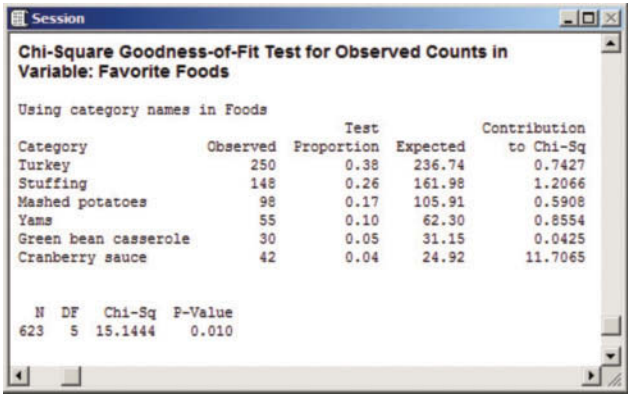 Session
Chi-Square Goodness-of-Fit Test for Observed Counts in
Variable: Favorite Foods
Using category names in Foods
Test Contribution
Category Observed Proportion Expected to Chi-Sq
Turkey 250 0.38 236.74 0.7427
Stuffing 148 0.26 161.98 1.2066
Mashed potatoes 98 0.17 105.91 0.5908
Yams 55 0.10 62.30 0.8554
Green bean casserole 30 0.05 31.15 0.0425
Cranberry sauce 42 0.04 24.92 11.7065
N DF Chi-Sq P-Value
623 5 15.1444 0.010